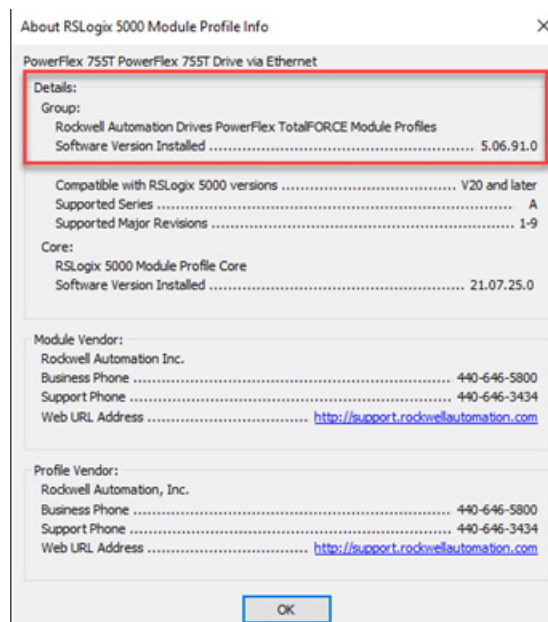 About RSLogix 5000 Module Profile Info
PowerFlex 755T PowerFlex 755T Drive via Ethernet
Details:
Group:
Rockwell Automation Drives PowerFlex TotalFORCE Module Profiles
Software Version Installed ................................................ 5.06.91.0
Compatible with RSLogix 5000 versions ................................ V20 and later
Supported Series ................................................................ A
Supported Major Revisions ...................................................... 1-9
Core:
RSLogix 5000 Module Profile Core
Software Version Installed .............................................. 21.07.25.0
Module Vendor:
Rockwell Automation Inc.
Business Phone .......................................................... 440-646-5800
Support Phone ........................................................... 440-646-3434
Web URL Address .................................. http://support.rockwellautomation.com
Profile Vendor:
Rockwell Automation, Inc.
Business Phone .......................................................... 440-646-5800
Support Phone ........................................................... 440-646-3434
Web URL Address .................................. http://support.rockwellautomation.com
OK